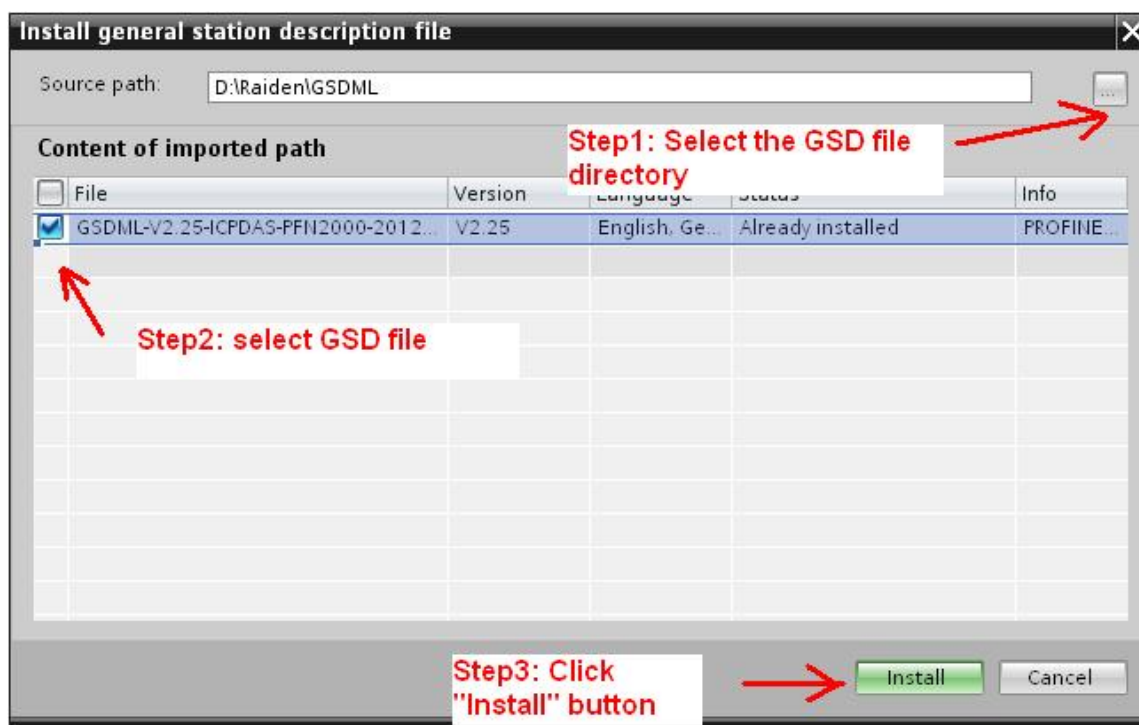 Install general station description file
Source path: D:\Raiden\GSDML ...
Step1: Select the GSD file
directory
Content of imported path
File Version Language Status Info
GSDML-V2.25-ICPDAS-PFN2000-2012... V2.25 English, Ge... Already installed PROFINE...
Step2: select GSD file
Step3: Click
"Install" button
Install Cancel